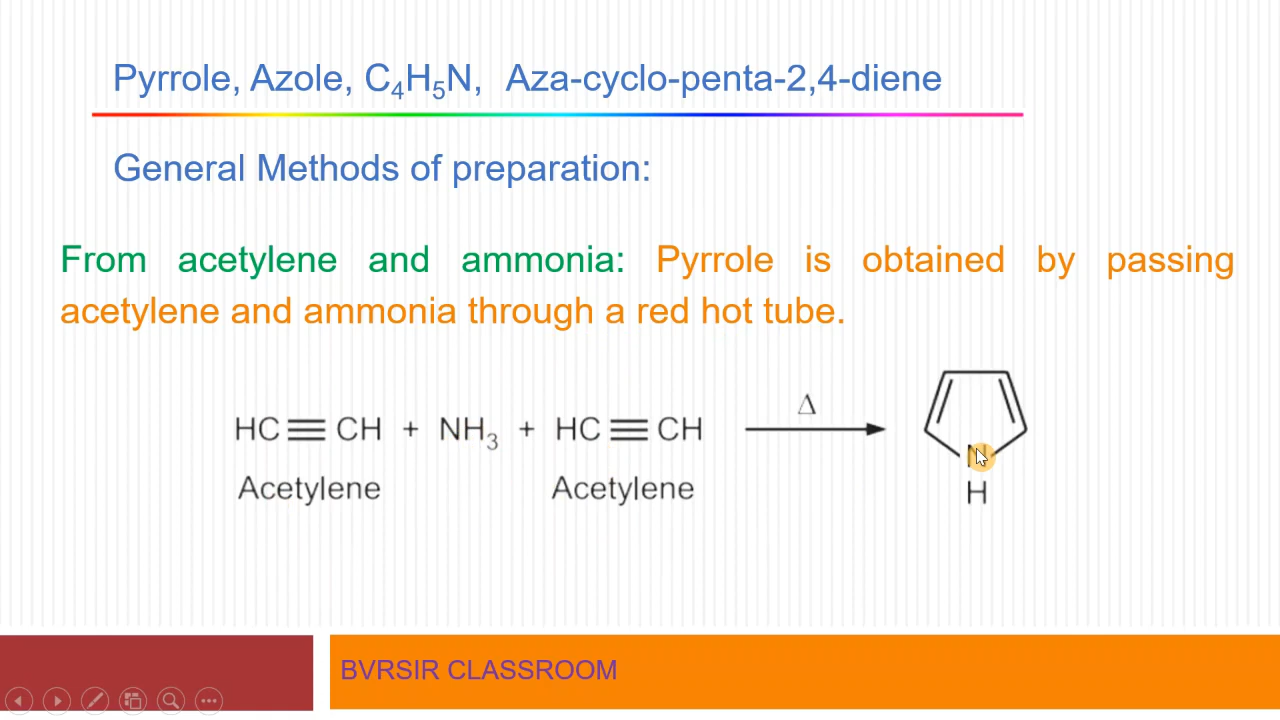 Pyrrole, Azole, C₄H₅N, Aza-cyclo-penta-2,4-diene
General Methods of preparation:
From acetylene and ammonia: Pyrrole is obtained by passing
acetylene and ammonia through a red hot tube.
Δ
HC≡CH + NH₃ + HC≡CH
N
H
Acetylene Acetylene
BVRSIR CLASSROOM